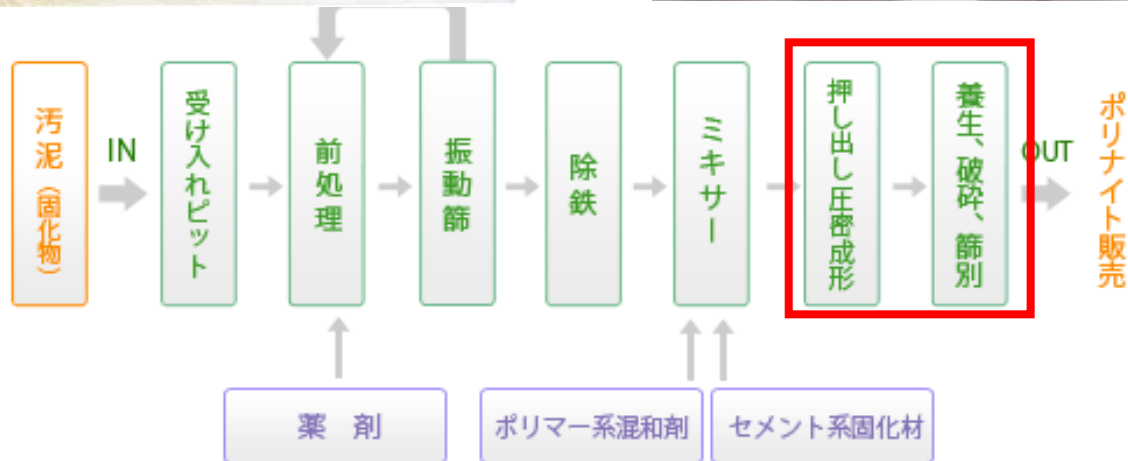 汚泥（固化物）
IN
受け入れピット
前処理
振動篩
除鉄
ミキサー
押し出し圧密成形
養生、破砕、篩別
OUT
ポリナイト販売
薬 剤
ポリマー系混和剤
セメント系固化材